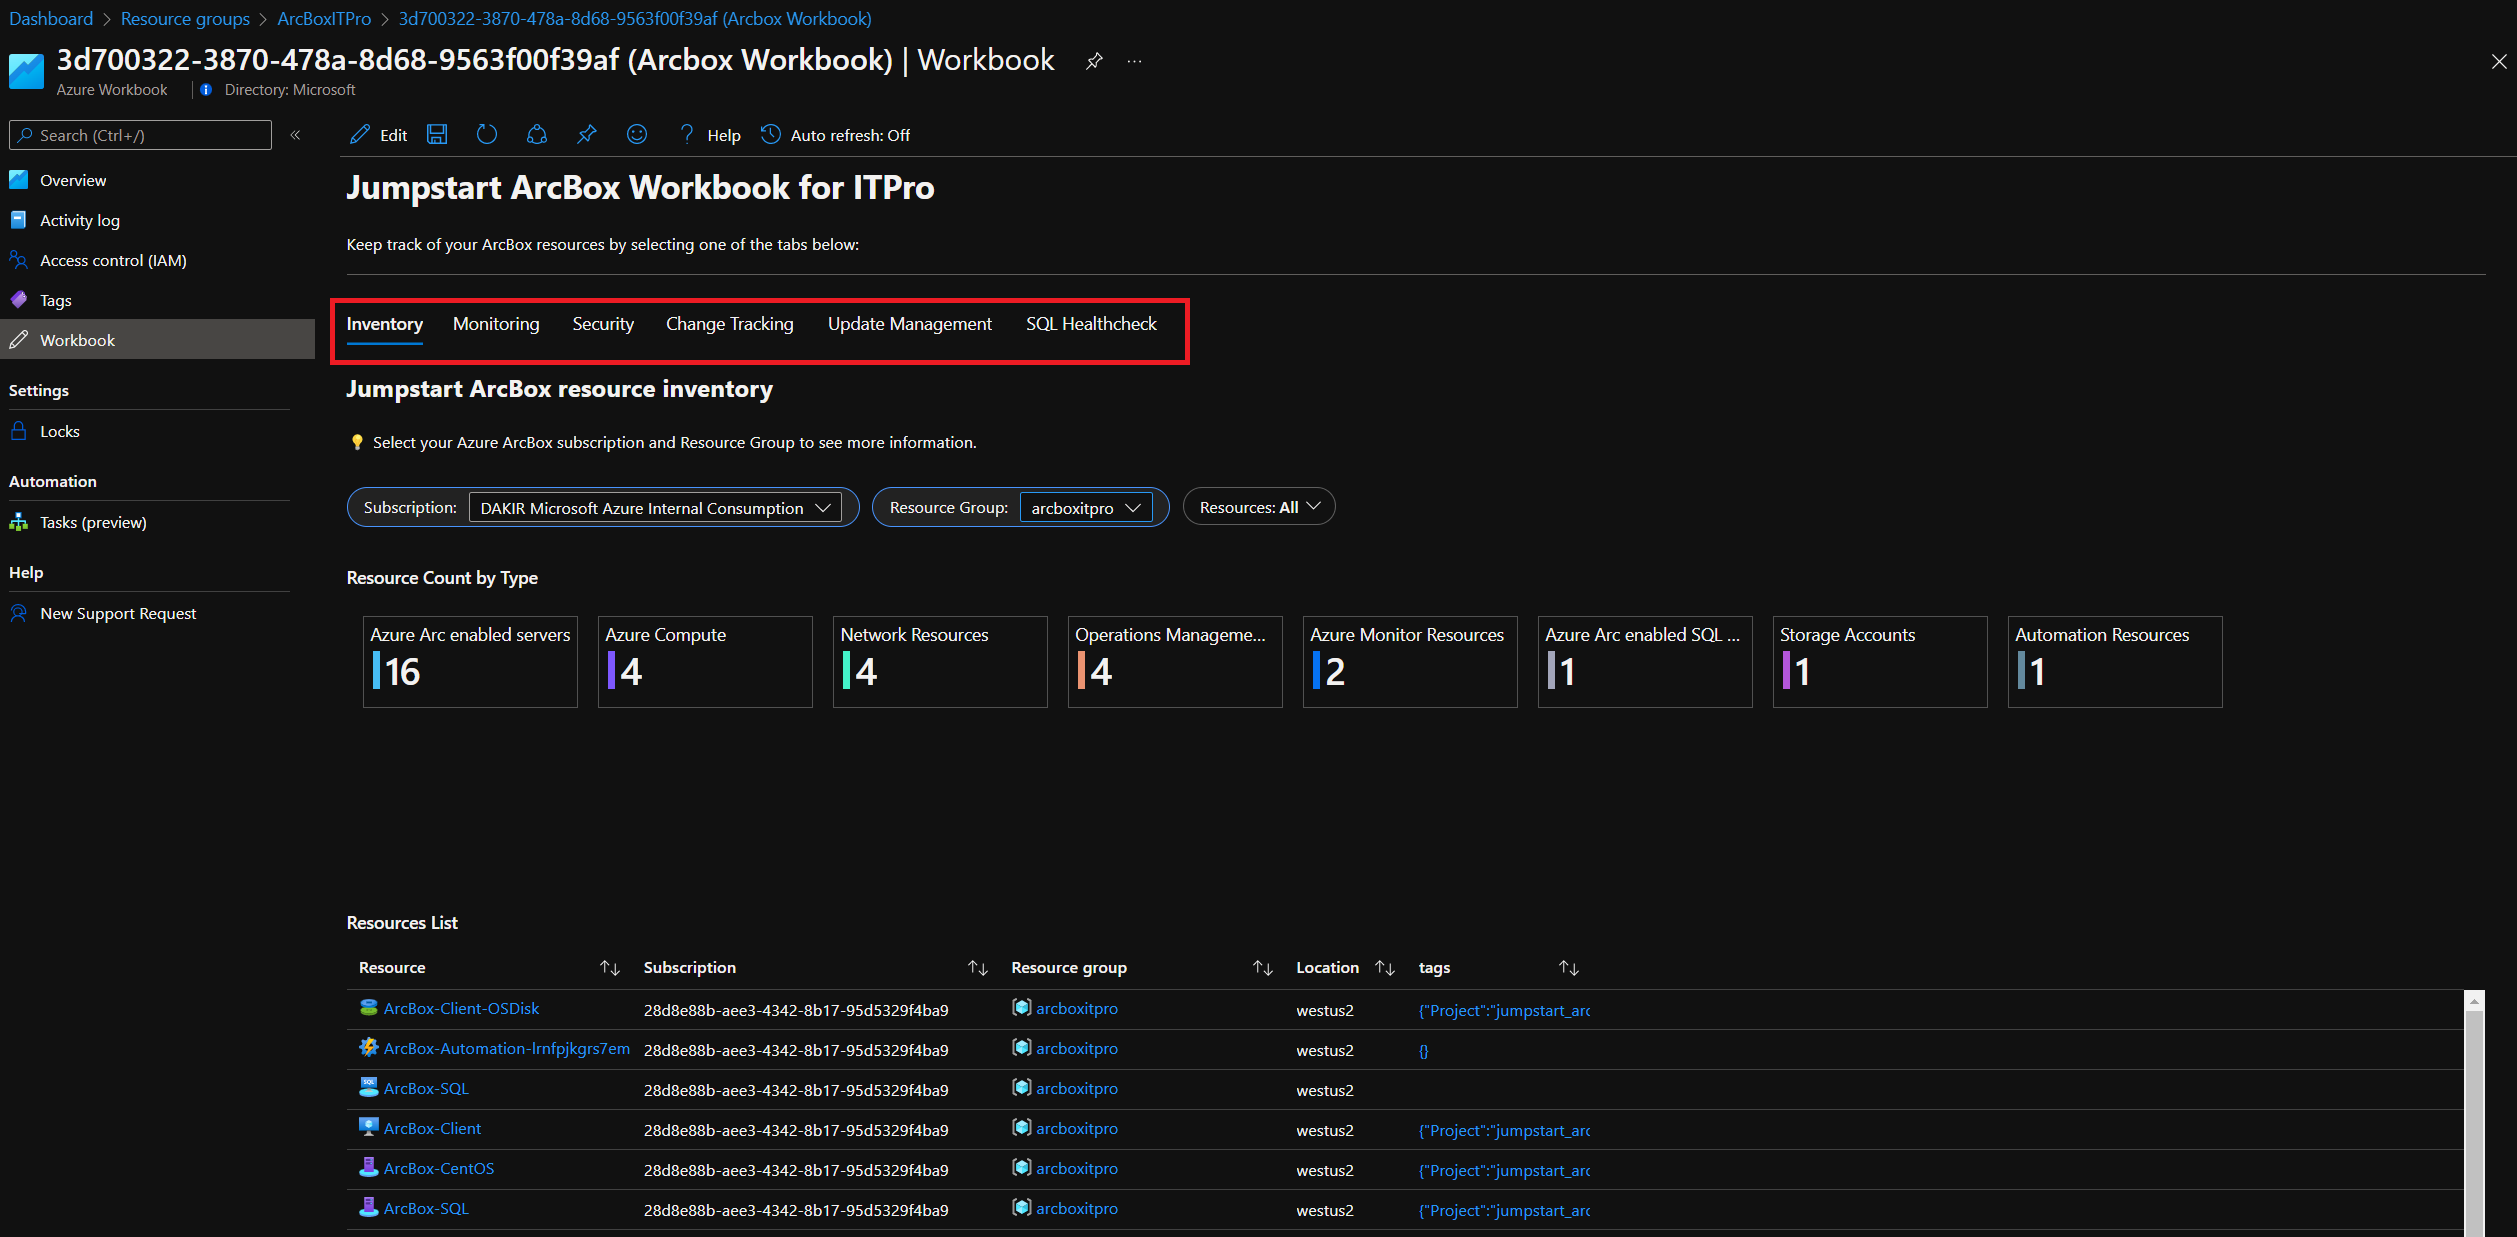 Dashboard > Resource groups > ArcBoxITPro > 3d700322-3870-478a-8d68-9563f00f39af (Arcbox Workbook)
3d700322-3870-478a-8d68-9563f00f39af (Arcbox Workbook) | Workbook ...
Azure Workbook | Directory: Microsoft
Search (Ctrl+/) «
Overview
Activity log
Access control (IAM)
Tags
Workbook
Settings
Locks
Automation
Tasks (preview)
Help
New Support Request
Edit ? Help Auto refresh: Off
Jumpstart ArcBox Workbook for ITPro
Keep track of your ArcBox resources by selecting one of the tabs below:
Inventory Monitoring Security Change Tracking Update Management SQL Healthcheck
Jumpstart ArcBox resource inventory
Select your Azure ArcBox subscription and Resource Group to see more information.
Subscription: DAKIR Microsoft Azure Internal Consumption Resource Group: arcboxitpro Resources: All
Resource Count by Type
Azure Arc enabled servers
16
Azure Compute
4
Network Resources
4
Operations Manageme...
4
Azure Monitor Resources
2
Azure Arc enabled SQL ...
1
Storage Accounts
1
Automation Resources
1
Resources List
Resource ↑↓ Subscription ↑↓ Resource group ↑↓ Location ↑↓ tags ↑↓
ArcBox-Client-OSDisk 28d8e88b-aee3-4342-8b17-95d5329f4ba9 arcboxitpro westus2 {"Project":"jumpstart_arc
ArcBox-Automation-lrnfpjkgrs7em 28d8e88b-aee3-4342-8b17-95d5329f4ba9 arcboxitpro westus2 {}
ArcBox-SQL 28d8e88b-aee3-4342-8b17-95d5329f4ba9 arcboxitpro westus2
ArcBox-Client 28d8e88b-aee3-4342-8b17-95d5329f4ba9 arcboxitpro westus2 {"Project":"jumpstart_arc
ArcBox-CentOS 28d8e88b-aee3-4342-8b17-95d5329f4ba9 arcboxitpro westus2 {"Project":"jumpstart_arc
ArcBox-SQL 28d8e88b-aee3-4342-8b17-95d5329f4ba9 arcboxitpro westus2 {"Project":"jumpstart_arc